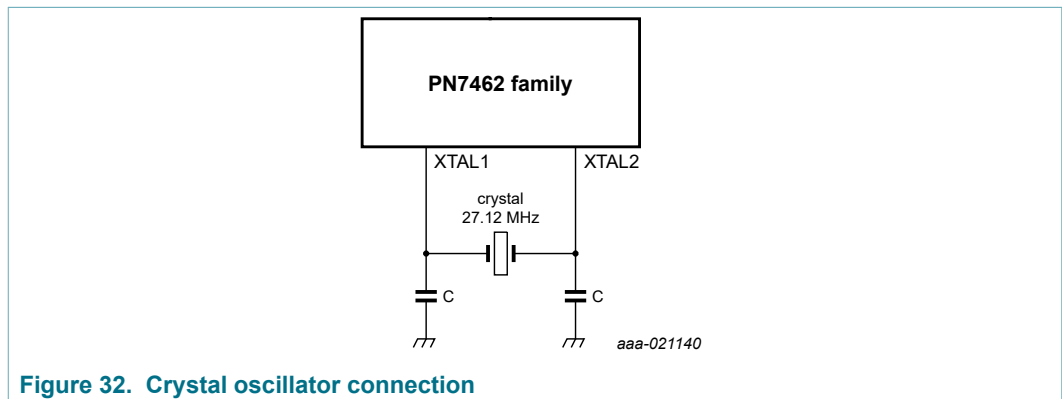 PN7462 family
XTAL1
XTAL2
crystal
27.12 MHz
C
C
aaa-021140
Figure 32. Crystal oscillator connection